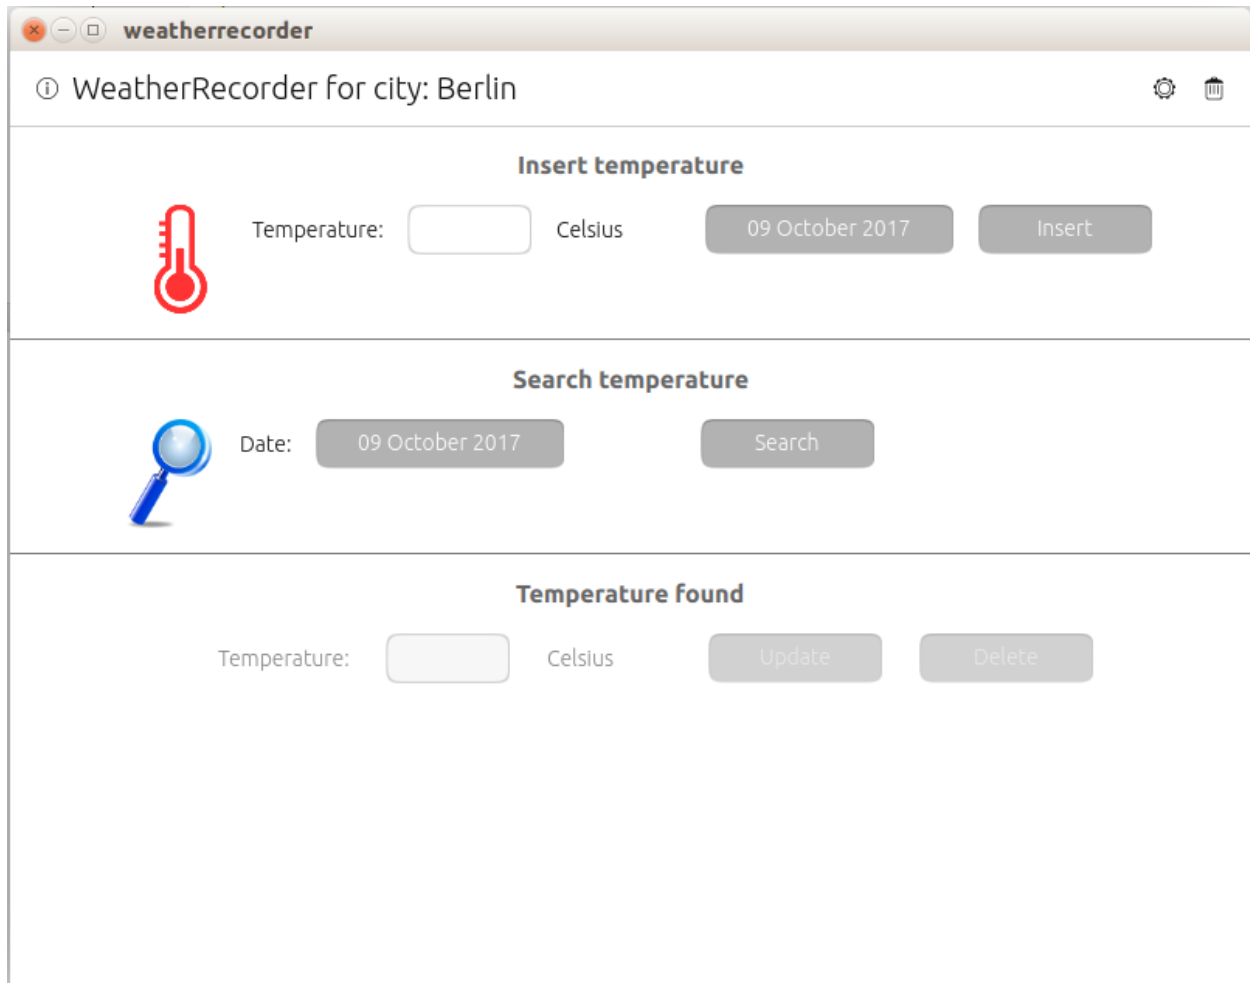 weatherrecorder
WeatherRecorder for city: Berlin
Insert temperature
Temperature: Celsius 09 October 2017 Insert
Search temperature
Date: 09 October 2017 Search
Temperature found
Temperature: Celsius Update Delete